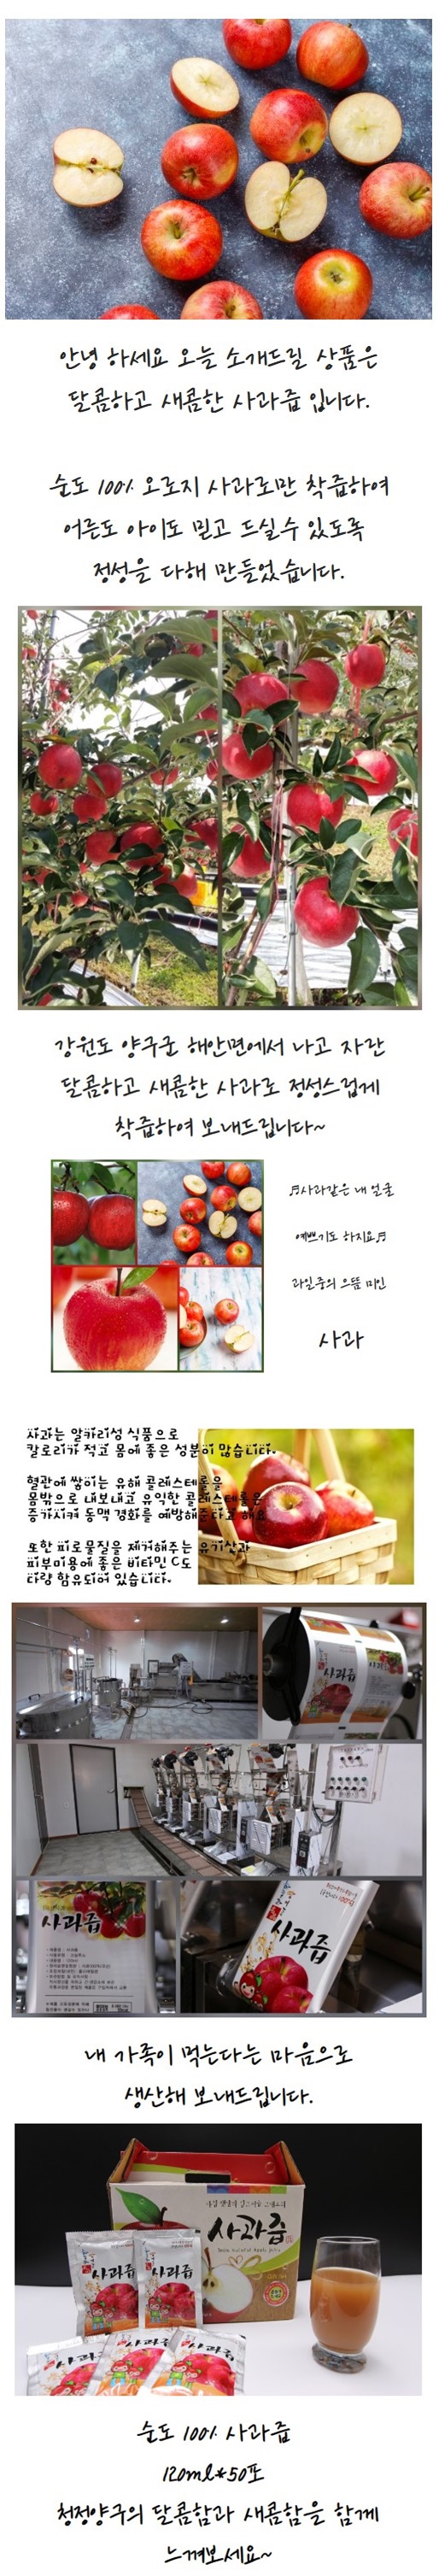 안녕 하세요 오늘 소개드릴 상품은
달콤하고 새콤한 사과즙 입니다.
순도 100% 오로지 사과로만 착즙하여
어른도 아이도 믿고 드실수 있도록
정성을 다해 만들었습니다.
강원도 양구군 해안면에서 나고 자란
달콤하고 새콤한 사과로 정성스럽게
착즙하여 보내드립니다~
♬사과같은 내 얼굴
예쁘기도 하지요♬
과일중의 으뜸 미인
사과
사과는 알카리성 식품으로
칼로리가 적고 몸에 좋은 성분이 많습니다.
혈관에 쌓이는 유해 콜레스테롤을
몸밖으로 내보내고 유익한 콜레스테롤은
증가시켜 동맥 경화를 예방해준다고 해요
또한 피로물질을 제거해주는 유기산과
피부미용에 좋은 비타민 C도
다량 함유되어 있습니다.
사과즙
사과즙
사과즙
내 가족이 먹는다는 마음으로
생산해 보내드립니다.
사과즙
사과즙
사과즙
순도 100% 사과즙
120ml*50포
청정양구의 달콤함과 새콤함을 함께
느껴보세요~